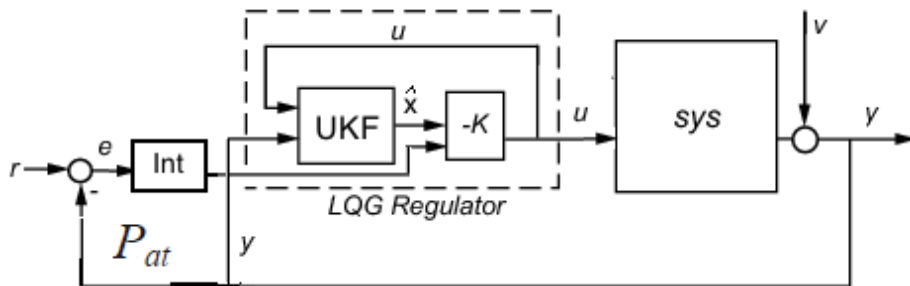 u
v
UKF
x̂
-K
u
sys
y
r
e
Int
-
LQG Regulator
P_at
y